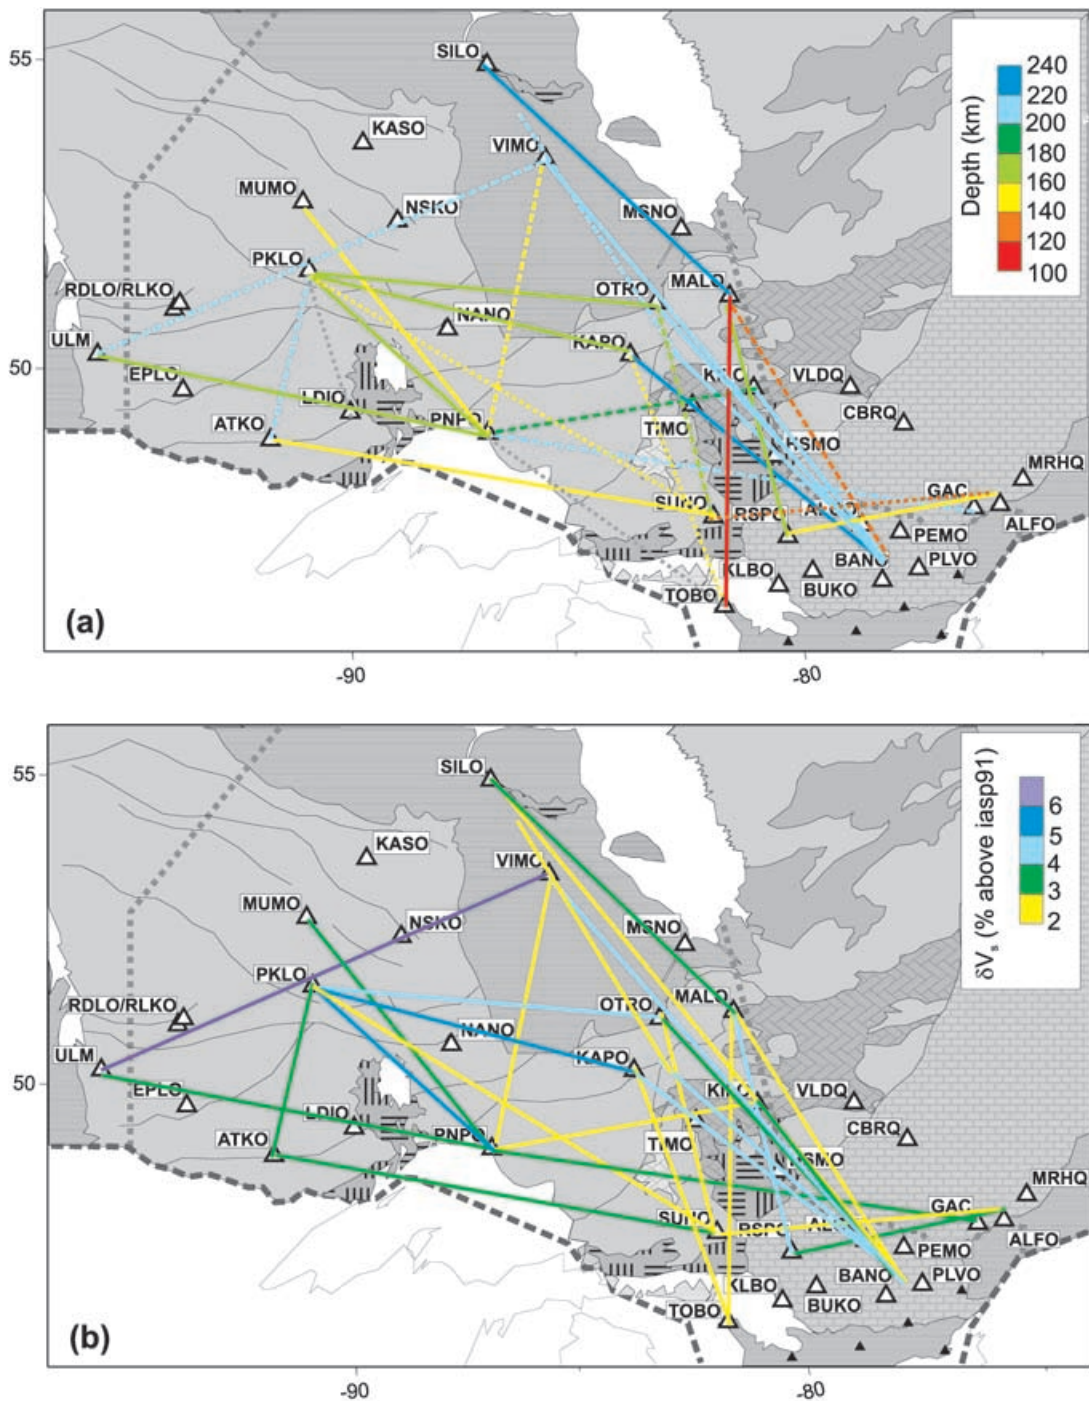 55
SILO
240
220
200
180
160
140
120
100
Depth (km)
KASO
VIMO
MUMO
NSKO
MSNO
PKLO
RDLO/RLKO
OTRO
MALO
NANO
ULM
KAPO
50
EPLO
VLDQ
LDIO
CBRQ
ATKO
PNPO
TIMO
MRHQ
SUNO
RSPO
GAC
ALFO
PEMO
KLBO
BANO
PLVO
BUKO
TOBO
(a)
-90
-80
55
SILO
6
5
4
3
2
δVs (% above iasp91)
KASO
VIMO
MUMO
NSKO
MSNO
PKLO
RDLO/RLKO
OTRO
MALO
NANO
ULM
KAPO
50
EPLO
VLDQ
LDIO
CBRQ
ATKO
PNPO
TIMO
MRHQ
SUNO
RSPO
GAC
ALFO
PEMO
KLBO
BANO
PLVO
BUKO
TOBO
(b)
-90
-80